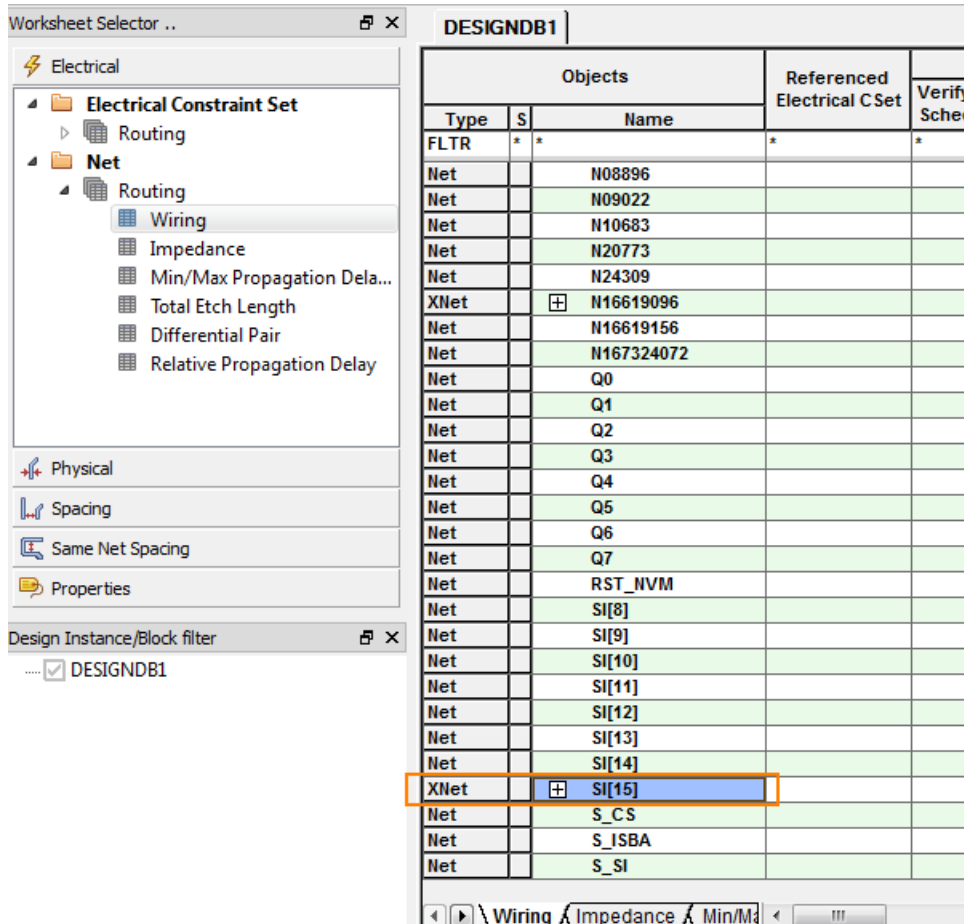 Worksheet Selector ..
Electrical
Electrical Constraint Set
Routing
Net
Routing
Wiring
Impedance
Min/Max Propagation Dela...
Total Etch Length
Differential Pair
Relative Propagation Delay
Physical
Spacing
Same Net Spacing
Properties
Design Instance/Block filter
DESIGNDB1
DESIGNDB1
Objects
Referenced
Electrical CSet
Verify
Sche
Type S Name
FLTR * * * *
Net N08896
Net N09022
Net N10683
Net N20773
Net N24309
XNet N16619096
Net N16619156
Net N167324072
Net Q0
Net Q1
Net Q2
Net Q3
Net Q4
Net Q5
Net Q6
Net Q7
Net RST_NVM
Net SI[8]
Net SI[9]
Net SI[10]
Net SI[11]
Net SI[12]
Net SI[13]
Net SI[14]
XNet SI[15]
Net S_CS
Net S_ISBA
Net S_SI
Wiring Impedance Min/Ma